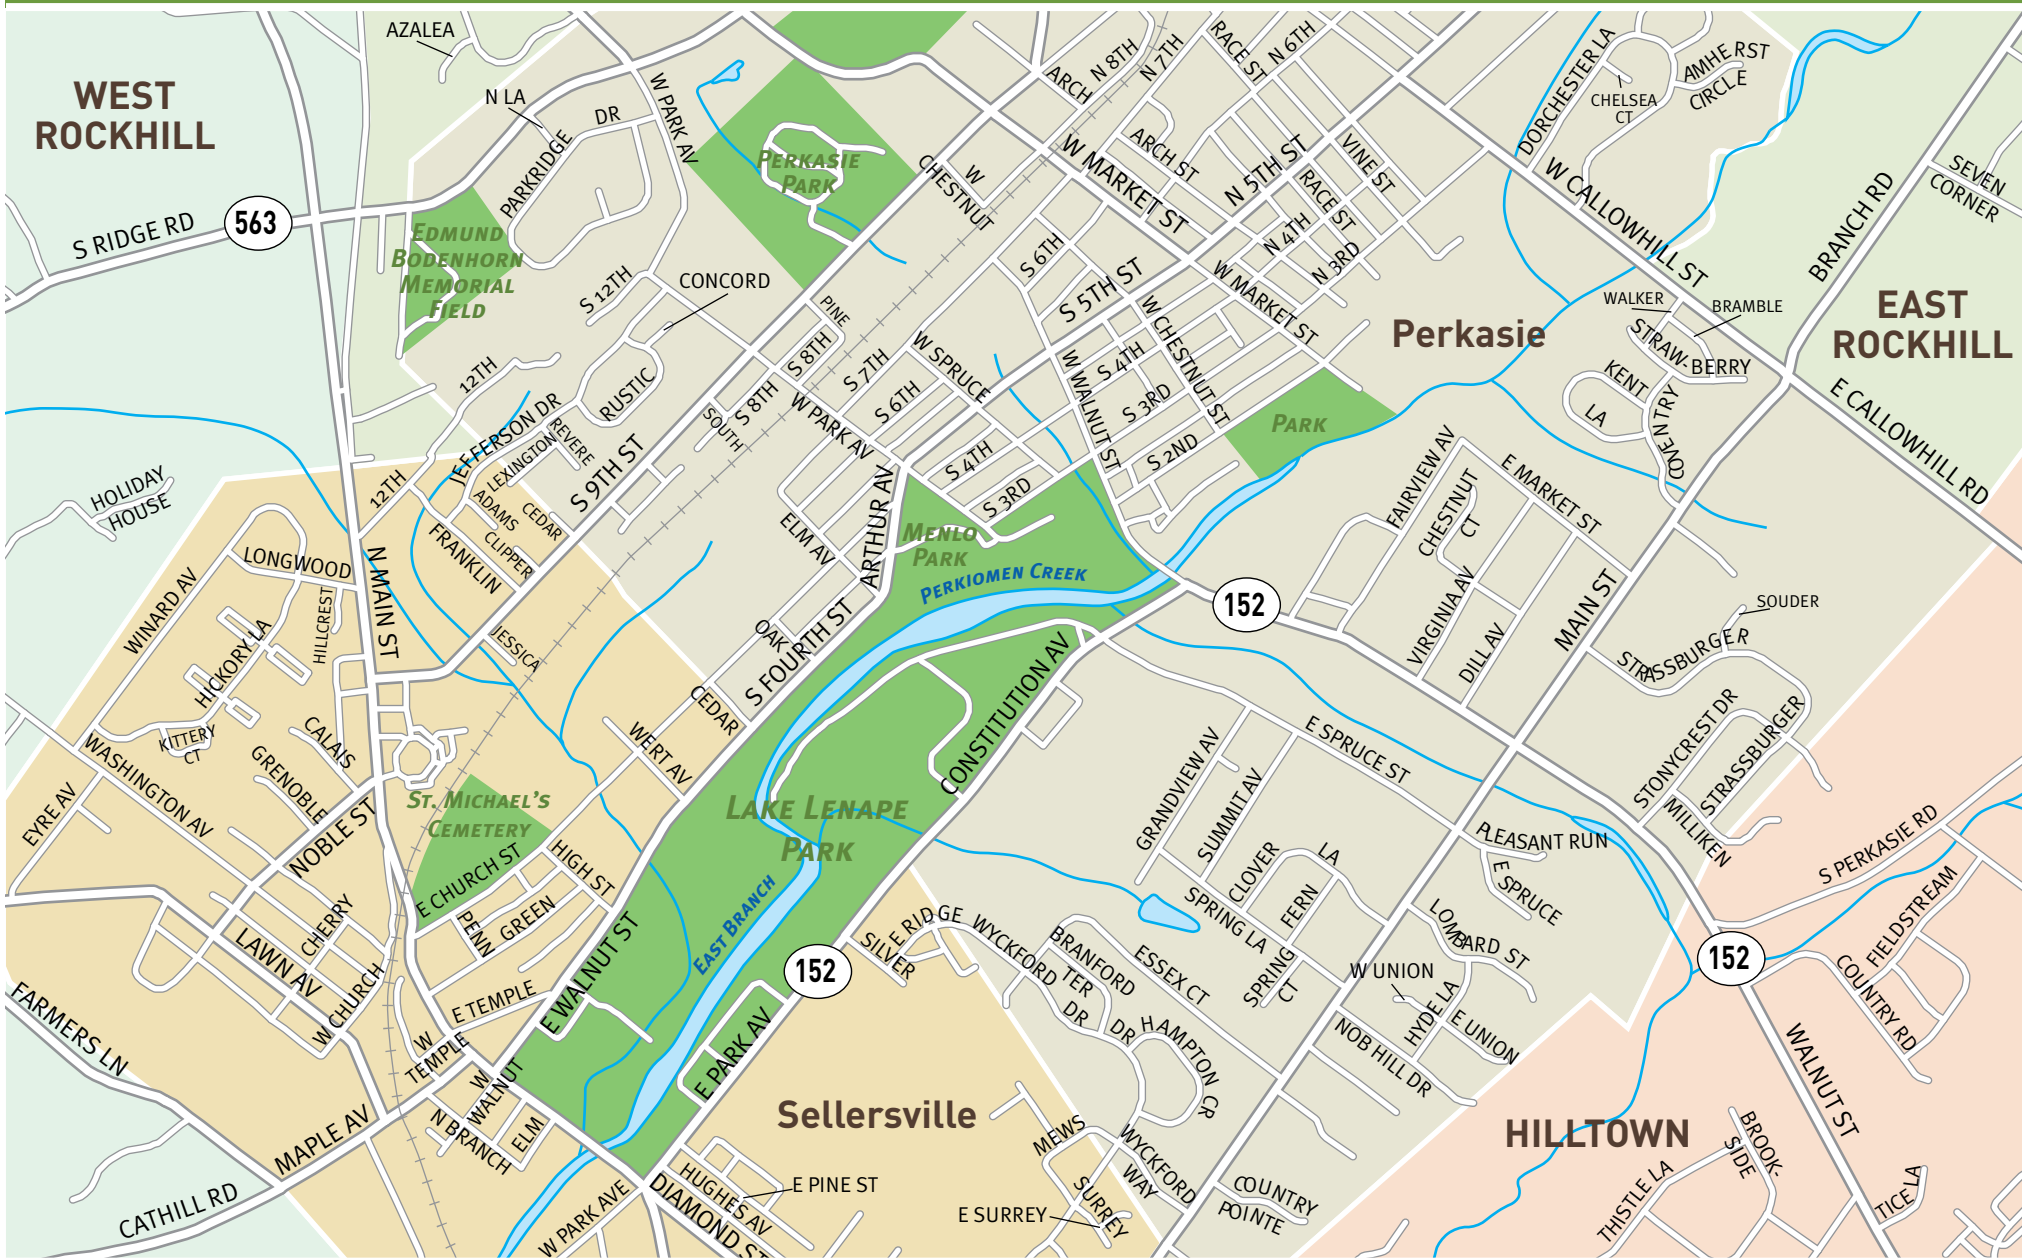 AZALEA
WEST
ROCKHILL
N LA
PARKRIDGE
DR
W PARK AV
S RIDGE RD
563
EDMUND
BODENHORN
MEMORIAL
FIELD
PERKASIE
PARK
S 12TH
CONCORD
ARCH
N 8TH
N 7TH
RACE ST
N 6TH
W
CHESTNUT
W MARKET ST
ARCH ST
N 5TH ST
VINE ST
RACE ST
N 4TH
N 3RD
DORCHESTER LA
CHELSEA
CT
AMHERST
CIRCLE
W CALLOWHILL ST
BRANCH RD
SEVEN
CORNER
EAST
ROCKHILL
S 6TH
S 5TH ST
W MARKET ST
W CHESTNUT ST
W WALNUT ST
S 4TH
S 3RD
S 2ND
PARK
Perkasie
WALKER
BRAMBLE
STRAW-BERRY
KENT
LA
COVENTRY
E CALLOWHILL RD
PINE
S 8TH
S 8TH
SOUTH
S 7TH
S 6TH
W SPRUCE
W PARK AV
S 4TH
S 3RD
12TH
RUSTIC
JEFFERSON DR
REVERE
LEXINGTON
ADAMS
CEDAR
CLIPPER
FRANKLIN
S 9TH ST
12TH
HOLIDAY
HOUSE
LONGWOOD
N MAIN ST
WINARD AV
HILLCREST
HICKORY LA
KITTERY
CT
CALAIS
GRENOBLE
WASHINGTON AV
EYRE AV
NOBLE ST
JESSICA
ELM AV
ARTHUR AV
OAK
S FOURTH ST
CEDAR
WERT AV
MENLO
PARK
PERKIOMEN CREEK
152
CONSTITUTION AV
LAKE LENAPE
PARK
EAST BRANCH
ST. MICHAEL'S
CEMETERY
E CHURCH ST
HIGH ST
PENN
GREEN
CHERRY
LAWN AV
W CHURCH
E WALNUT ST
E TEMPLE
W
TEMPLE
W
WALNUT
N BRANCH
ELM
FARMERS LN
MAPLE AV
CATHILL RD
FAIRVIEW AV
CHESTNUT
CT
E MARKET ST
VIRGINIA AV
DILL AV
MAIN ST
SOUDER
STRASSBURGER
STONYCREST DR
STRASSBURGER
MILLIKEN
E SPRUCE ST
GRANDVIEW AV
SUMMIT AV
CLOVER
LA
FERN
SPRING LA
SPRING
CT
PLEASANT RUN
E SPRUCE
LOMBARD ST
W UNION
HYDE LA
E UNION
NOB HILL DR
S PERKASIE RD
FIELDSTREAM
COUNTRY RD
152
WALNUT ST
152
SILVER
E RIDGE
WYCKFORD
DR
BRANFORD
TER
DR
ESSEX CT
HAMPTON
CR
E PARK AV
Sellersville
MEWS
WYCKFORD
WAY
SURREY
E SURREY
COUNTRY
POINTE
HUGHES AV
E PINE ST
DIAMOND ST
W PARK AVE
HILLTOWN
BROOK-
SIDE
THISTLE LA
TICE LA